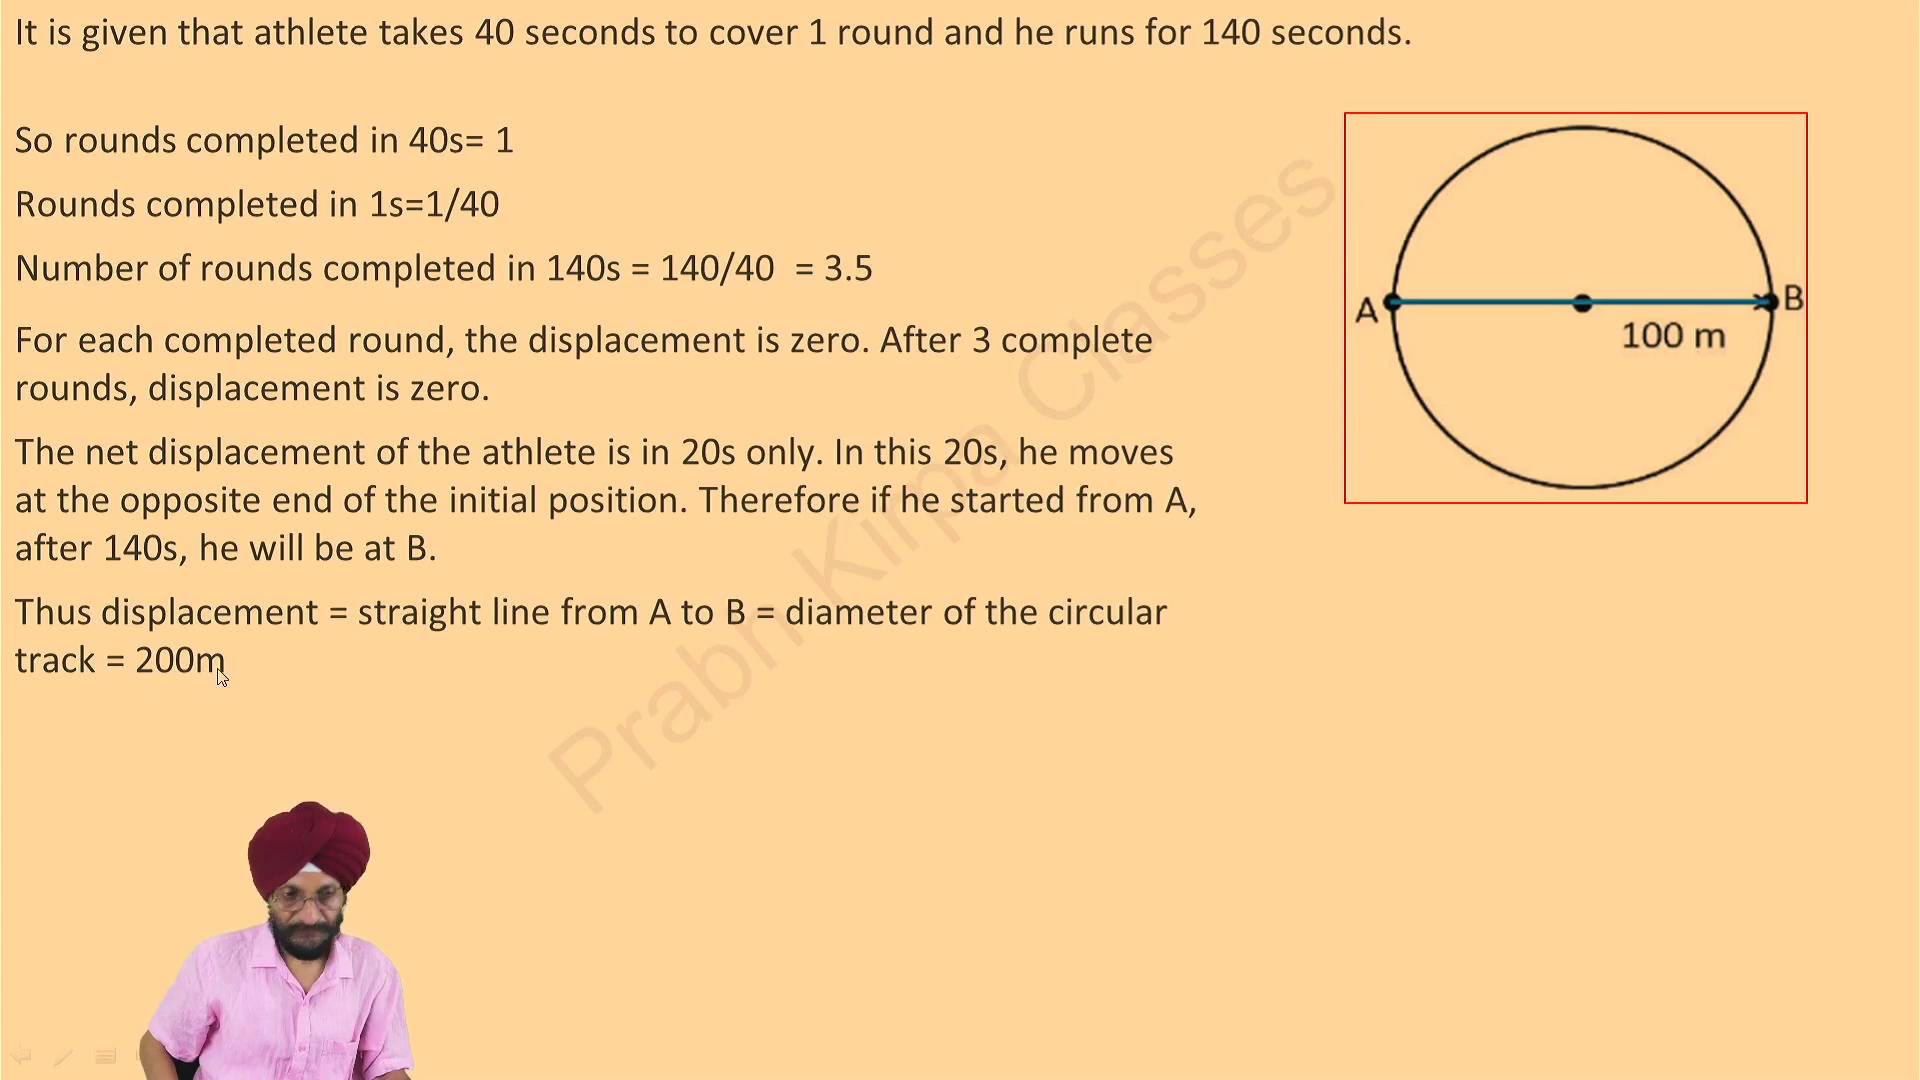 It is given that athlete takes 40 seconds to cover 1 round and he runs for 140 seconds.
So rounds completed in 40s= 1
Rounds completed in 1s=1/40
Number of rounds completed in 140s = 140/40  = 3.5
For each completed round, the displacement is zero. After 3 complete
rounds, displacement is zero.
The net displacement of the athlete is in 20s only. In this 20s, he moves
at the opposite end of the initial position. Therefore if he started from A,
after 140s, he will be at B.
Thus displacement = straight line from A to B = diameter of the circular
track = 200m
A
B
100 m
Prabh Kirpa Classes